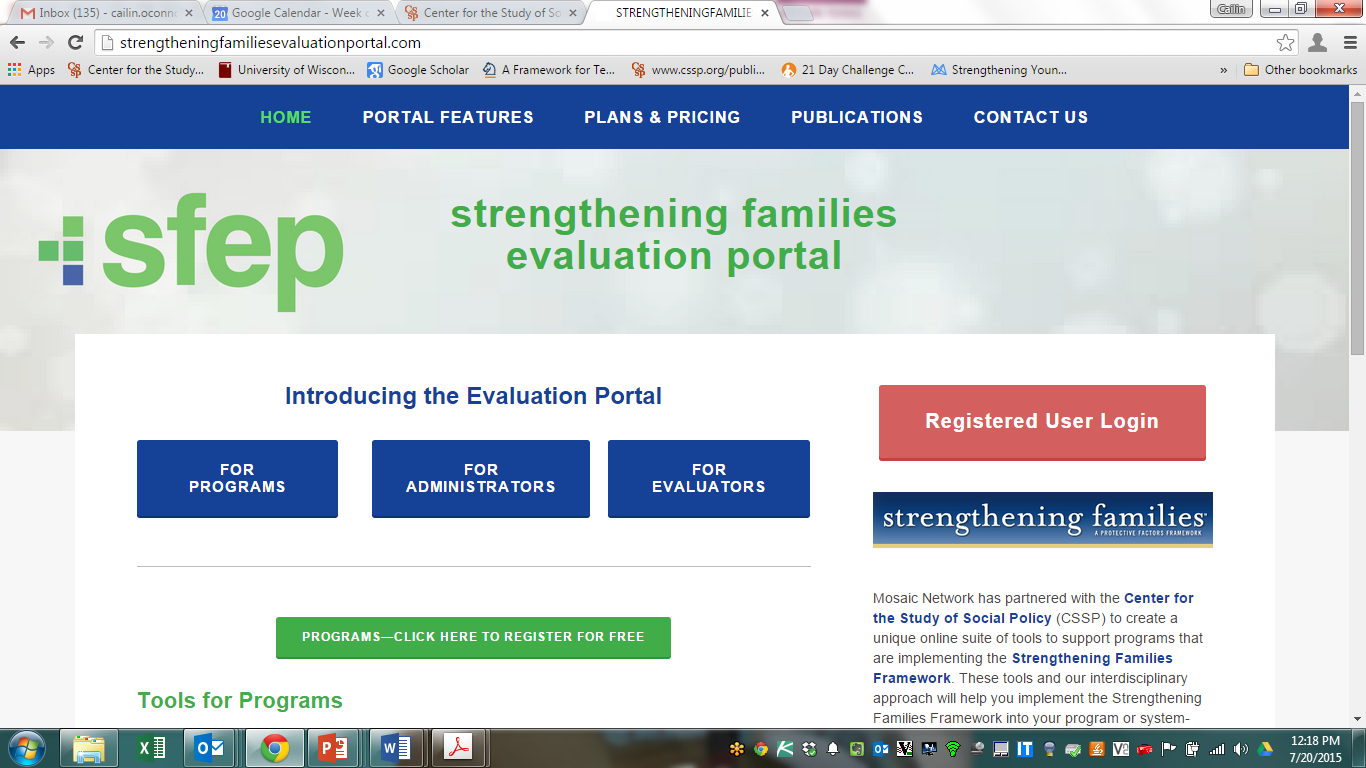 Inbox (135) - cailin.oconn
Google Calendar - Week o
Center for the Study of So
STRENGTHENINGFAMILIE
Cailin
strengtheningfamiliesevaluationportal.com
Apps
Center for the Study...
University of Wiscon...
Google Scholar
A Framework for Te...
www.cssp.org/publi...
21 Day Challenge C...
Strengthening Youn...
»
Other bookmarks
HOME
PORTAL FEATURES
PLANS & PRICING
PUBLICATIONS
CONTACT US
sfep
strengthening families
evaluation portal
Introducing the Evaluation Portal
FOR
PROGRAMS
FOR
ADMINISTRATORS
FOR
EVALUATORS
PROGRAMS—CLICK HERE TO REGISTER FOR FREE
Tools for Programs
Registered User Login
strengthening families®
A PROTECTIVE FACTORS FRAMEWORK
Mosaic Network has partnered with the Center for
the Study of Social Policy (CSSP) to create a
unique online suite of tools to support programs that
are implementing the Strengthening Families
Framework. These tools and our interdisciplinary
approach will help you implement the Strengthening
Families Framework into your program or system-
12:18 PM
7/20/2015